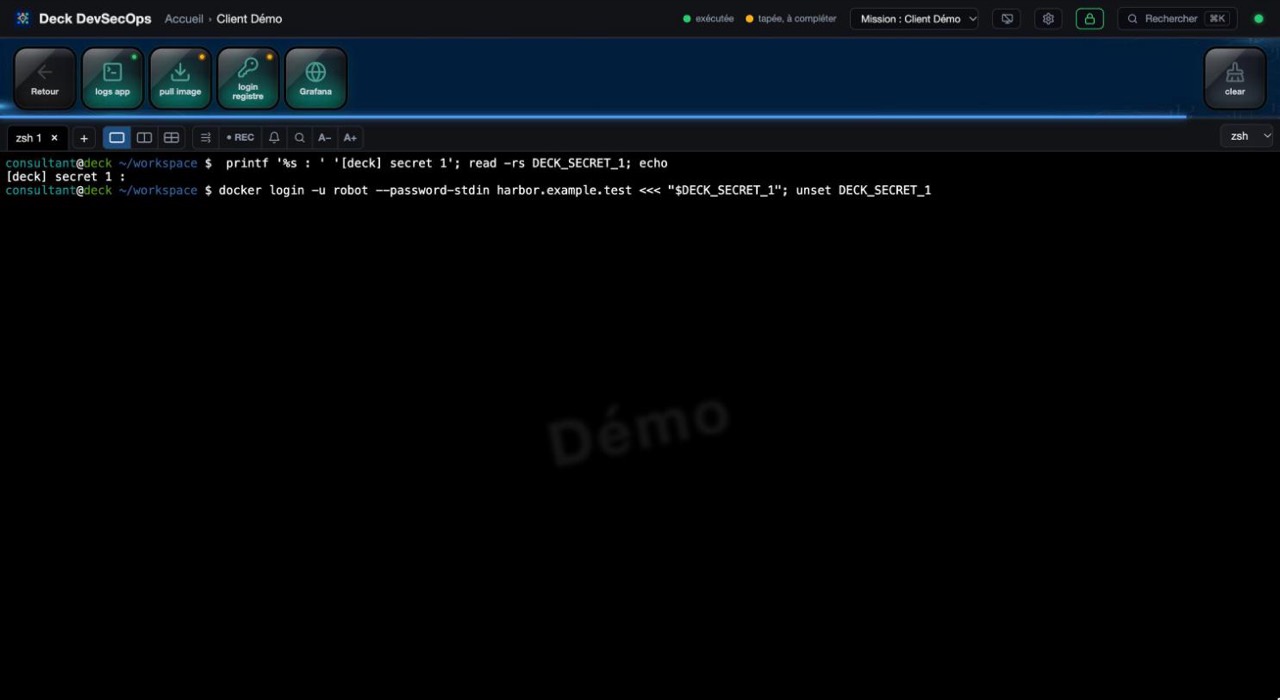 Deck DevSecOps Accueil › Client Démo exécutée tapée, à compléter Mission : Client Démo Rechercher ⌘K
Retour logs app pull image login registre Grafana clear
zsh 1 × + • REC A− A+ zsh
consultant@deck ~/workspace $  printf '%s : ' '[deck] secret 1'; read -rs DECK_SECRET_1; echo
[deck] secret 1 :
consultant@deck ~/workspace $ docker login -u robot --password-stdin harbor.example.test <<< "$DECK_SECRET_1"; unset DECK_SECRET_1
Démo